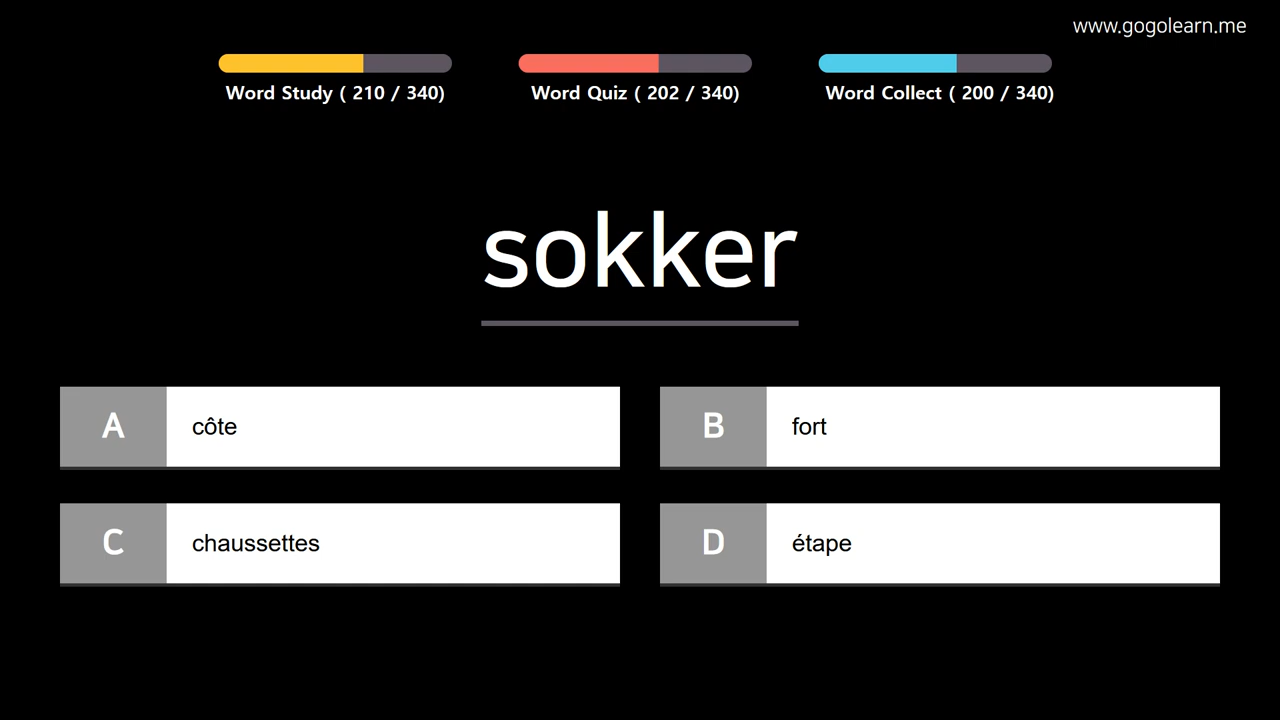 www.gogolearn.me
Word Study ( 210 / 340)
Word Quiz ( 202 / 340)
Word Collect ( 200 / 340)
sokker
A côte
B fort
C chaussettes
D étape